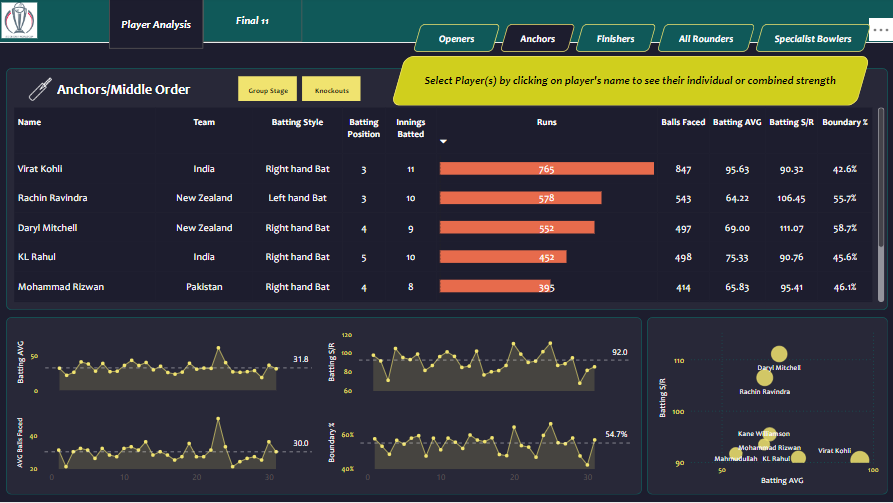 Player Analysis
Final 11
Openers
Anchors
Finishers
All Rounders
Specialist Bowlers
Select Player(s) by clicking on player's name to see their individual or combined strength
Anchors/Middle Order
Group Stage
Knockouts
Name Team Batting Style Batting Position Innings Batted Runs Balls Faced Batting AVG Batting S/R Boundary %
Virat Kohli India Right hand Bat 3 11 765 847 95.63 90.32 42.6%
Rachin Ravindra New Zealand Left hand Bat 3 10 578 543 64.22 106.45 55.7%
Daryl Mitchell New Zealand Right hand Bat 4 9 552 497 69.00 111.07 58.7%
KL Rahul India Right hand Bat 5 10 452 498 75.33 90.76 45.6%
Mohammad Rizwan Pakistan Right hand Bat 4 8 395 414 65.83 95.41 46.1%
Batting AVG
50
0
31.8
Batting S/R
120
100
80
60
92.0
AVG Balls Faced
40
20
30.0
0 10 20 30
Boundary %
60%
40%
54.7%
0 10 20 30
Batting S/R
110
100
90
Daryl Mitchell
Rachin Ravindra
Kane Williamson
Mohammad Rizwan
Virat Kohli
Mahmudullah
KL Rahul
50
100
Batting AVG